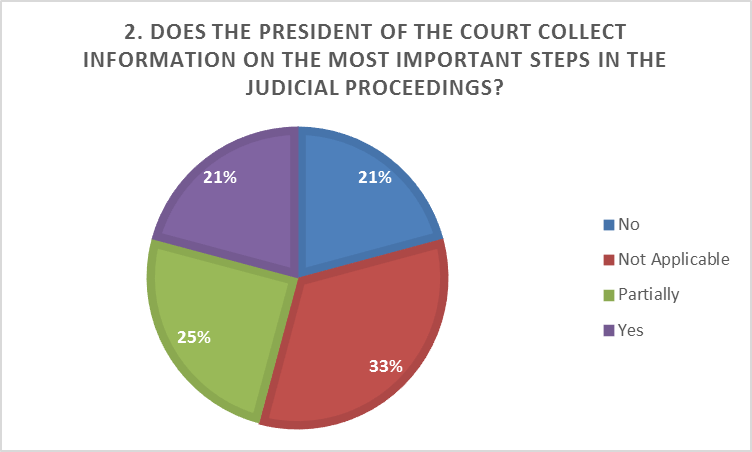 2. DOES THE PRESIDENT OF THE COURT COLLECT
INFORMATION ON THE MOST IMPORTANT STEPS IN THE
JUDICIAL PROCEEDINGS?
21%
21%
33%
25%
No
Not Applicable
Partially
Yes